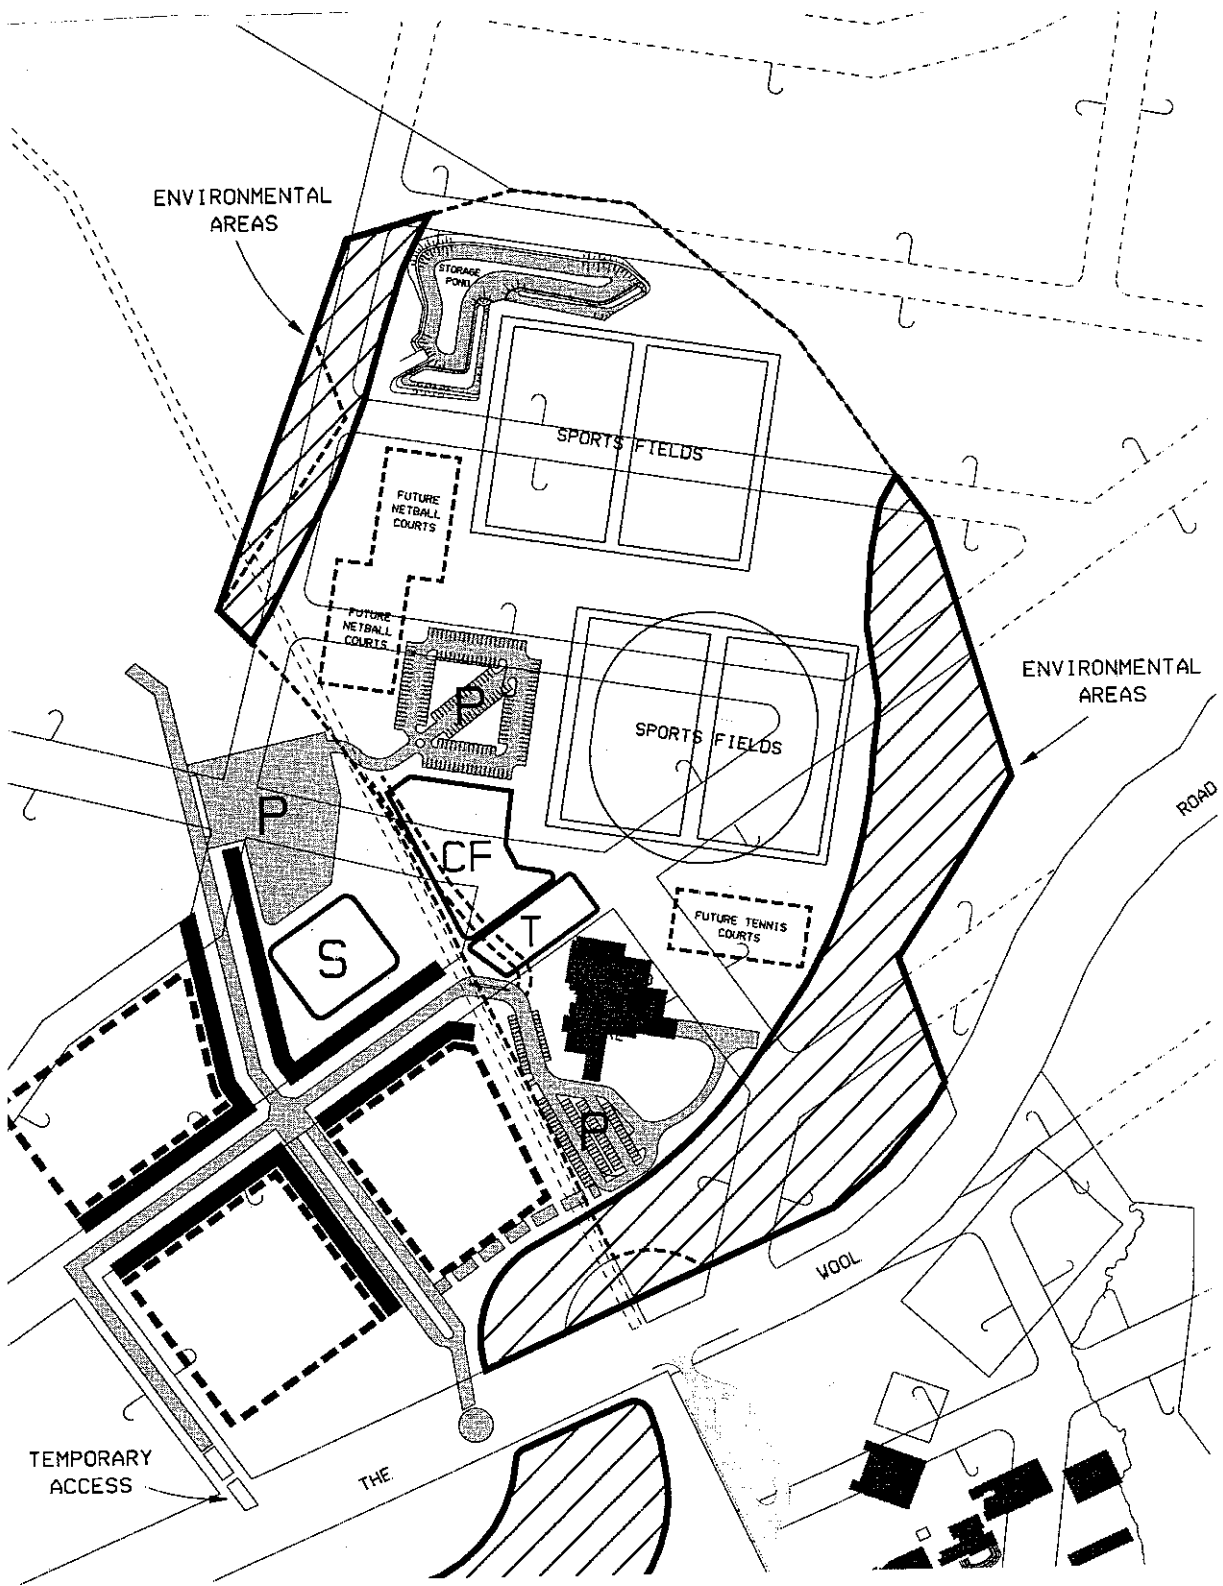 ENVIRONMENTAL
AREAS
STORAGE
POND
SPORTS FIELDS
FUTURE
NETBALL
COURTS
FUTURE
NETBALL
COURTS
ENVIRONMENTAL
AREAS
P
SPORTS FIELDS
ROAD
P
CF
FUTURE TENNIS
COURTS
T
S
P
WOOL
THE
TEMPORARY
ACCESS